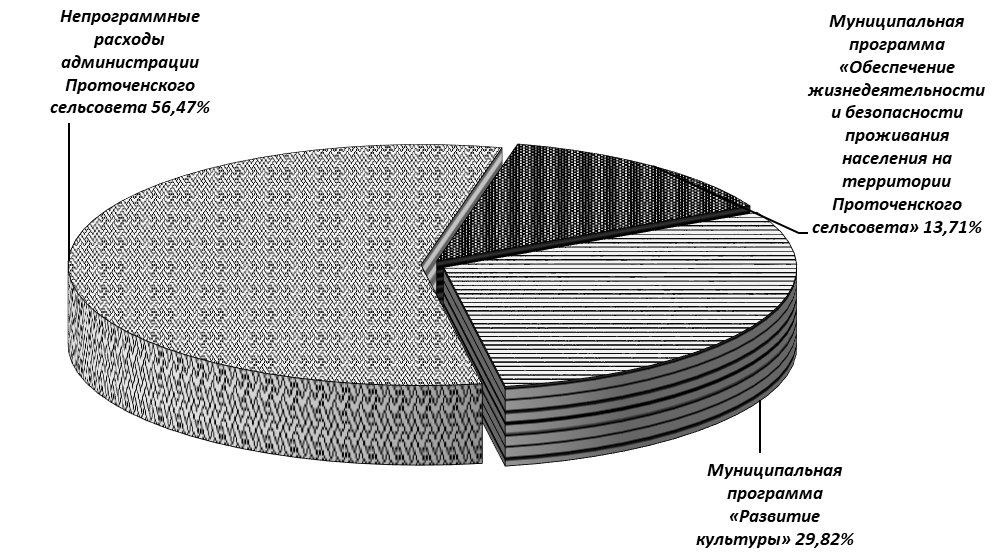 Непрограммные
расходы
администрации
Проточенского
сельсовета 56,47%
Муниципальная
программа
«Обеспечение
жизнедеятельности
и безопасности
проживания
населения на
территории
Проточенского
сельсовета» 13,71%
Муниципальная
программа
«Развитие
культуры» 29,82%